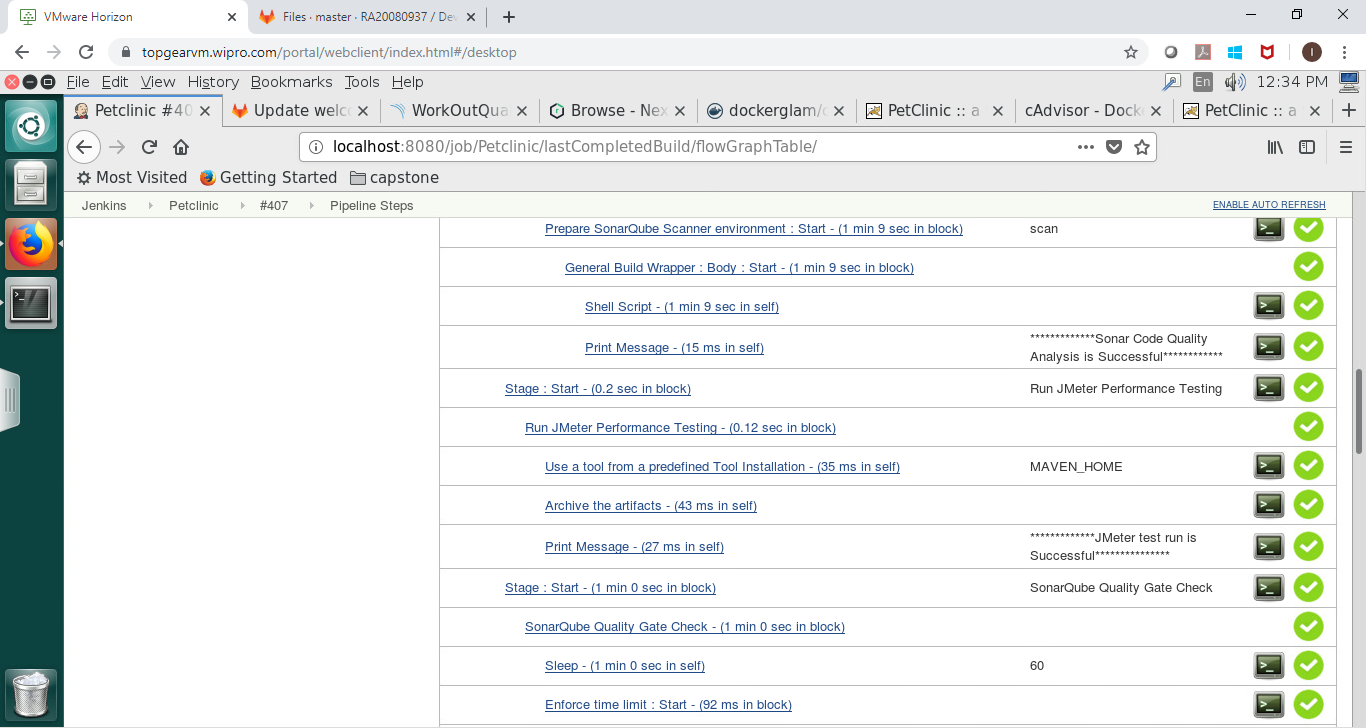 VMware Horizon
Files · master · RA20080937 / De
topgearvm.wipro.com/portal/webclient/index.html#/desktop
I
File Edit View History Bookmarks Tools Help
En
12:34 PM
Petclinic #40
Update welc
WorkOutQua
Browse - Nex
dockerglam/c
PetClinic :: a
cAdvisor - Dock
PetClinic :: a
localhost:8080/job/Petclinic/lastCompletedBuild/flowGraphTable/
Most Visited Getting Started capstone
Jenkins Petclinic #407 Pipeline Steps
ENABLE AUTO REFRESH
Prepare SonarQube Scanner environment : Start - (1 min 9 sec in block) scan
General Build Wrapper : Body : Start - (1 min 9 sec in block)
Shell Script - (1 min 9 sec in self)
Print Message - (15 ms in self)
*************Sonar Code Quality
Analysis is Successful************
Stage : Start - (0.2 sec in block) Run JMeter Performance Testing
Run JMeter Performance Testing - (0.12 sec in block)
Use a tool from a predefined Tool Installation - (35 ms in self) MAVEN_HOME
Archive the artifacts - (43 ms in self)
Print Message - (27 ms in self)
*************JMeter test run is
Successful***************
Stage : Start - (1 min 0 sec in block) SonarQube Quality Gate Check
SonarQube Quality Gate Check - (1 min 0 sec in block)
Sleep - (1 min 0 sec in self) 60
Enforce time limit : Start - (92 ms in block)